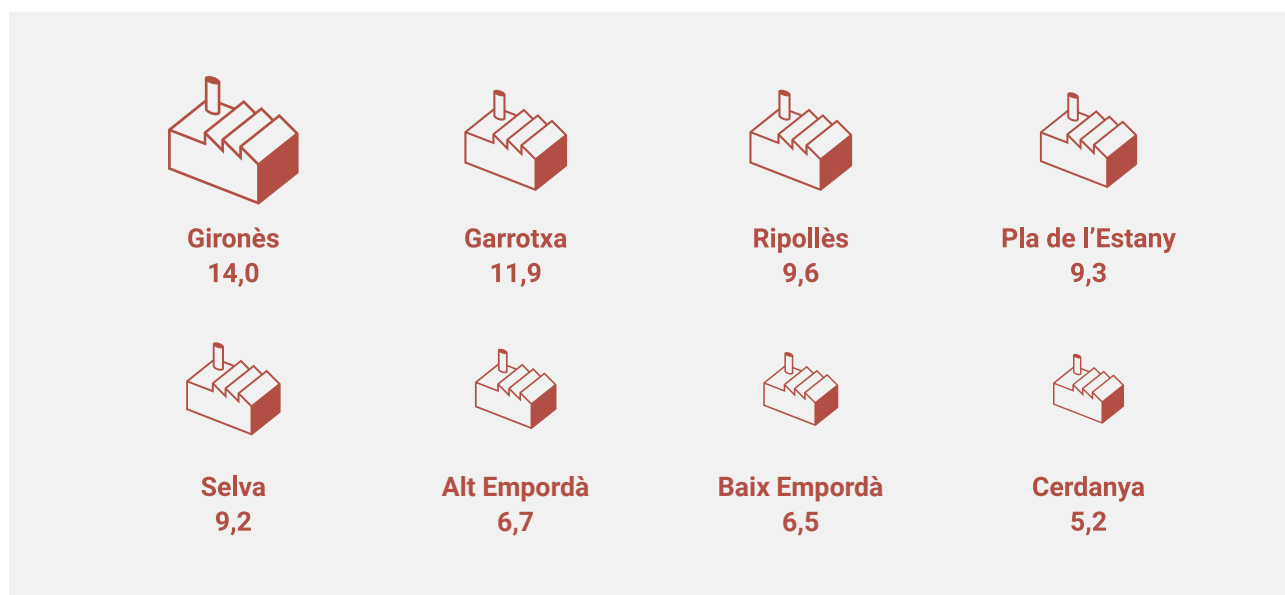 Gironès
14,0
Garrotxa
11,9
Ripollès
9,6
Pla de l’Estany
9,3
Selva
9,2
Alt Empordà
6,7
Baix Empordà
6,5
Cerdanya
5,2